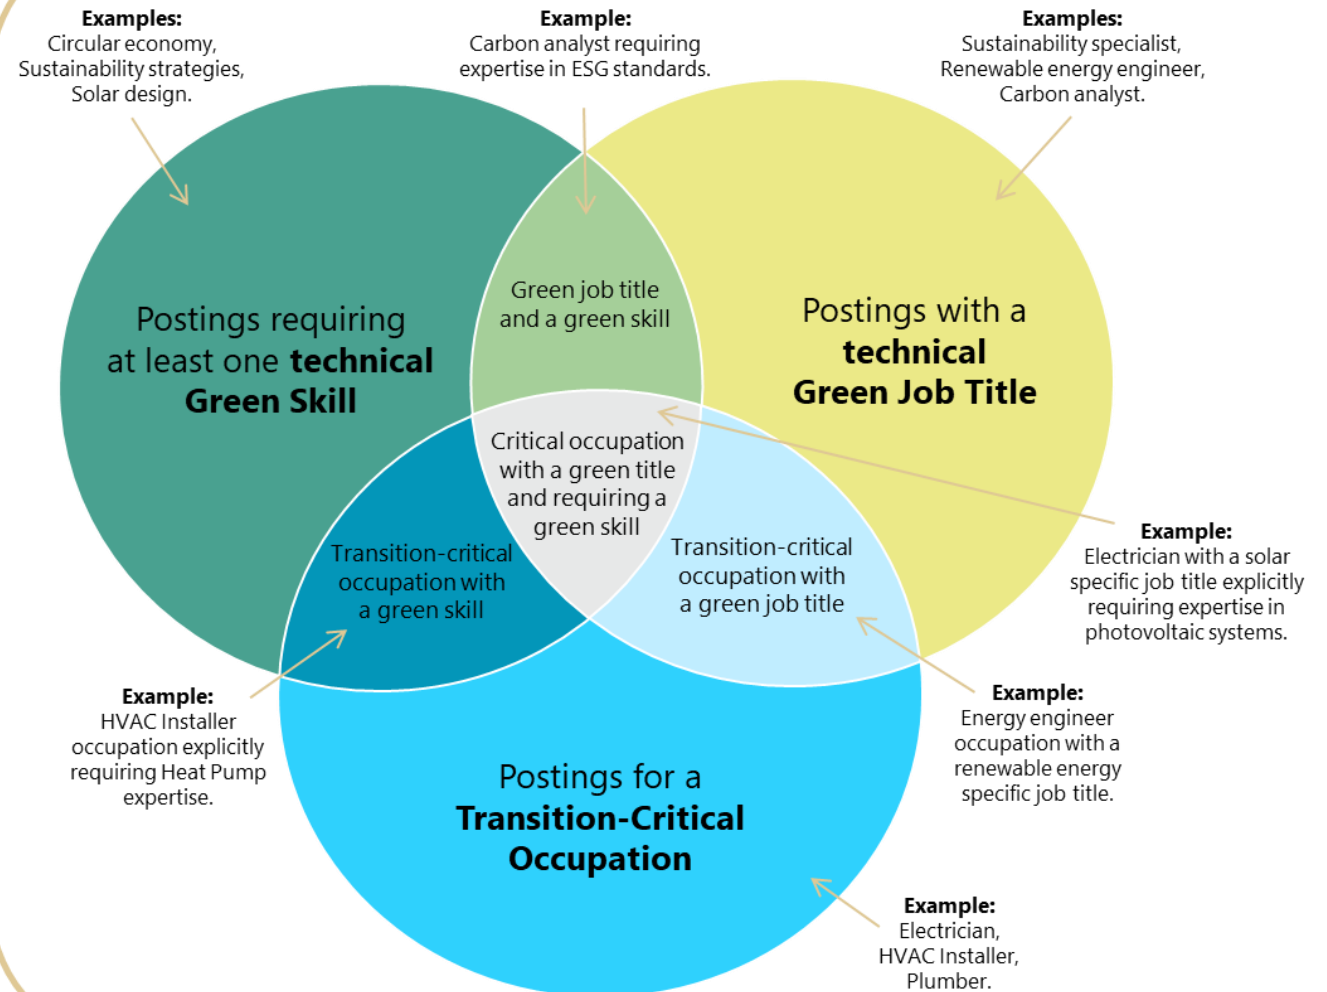 Examples:
Circular economy,
Sustainability strategies,
Solar design.
Example:
Carbon analyst requiring
expertise in ESG standards.
Examples:
Sustainability specialist,
Renewable energy engineer,
Carbon analyst.
Postings requiring
at least one technical
Green Skill
Green job title
and a green skill
Postings with a
technical
Green Job Title
Critical occupation
with a green title
and requiring a
green skill
Transition-critical
occupation with
a green skill
Transition-critical
occupation with
a green job title
Example:
Electrician with a solar
specific job title explicitly
requiring expertise in
photovoltaic systems.
Example:
HVAC Installer
occupation explicitly
requiring Heat Pump
expertise.
Example:
Energy engineer
occupation with a
renewable energy
specific job title.
Postings for a
Transition-Critical
Occupation
Example:
Electrician,
HVAC Installer,
Plumber.